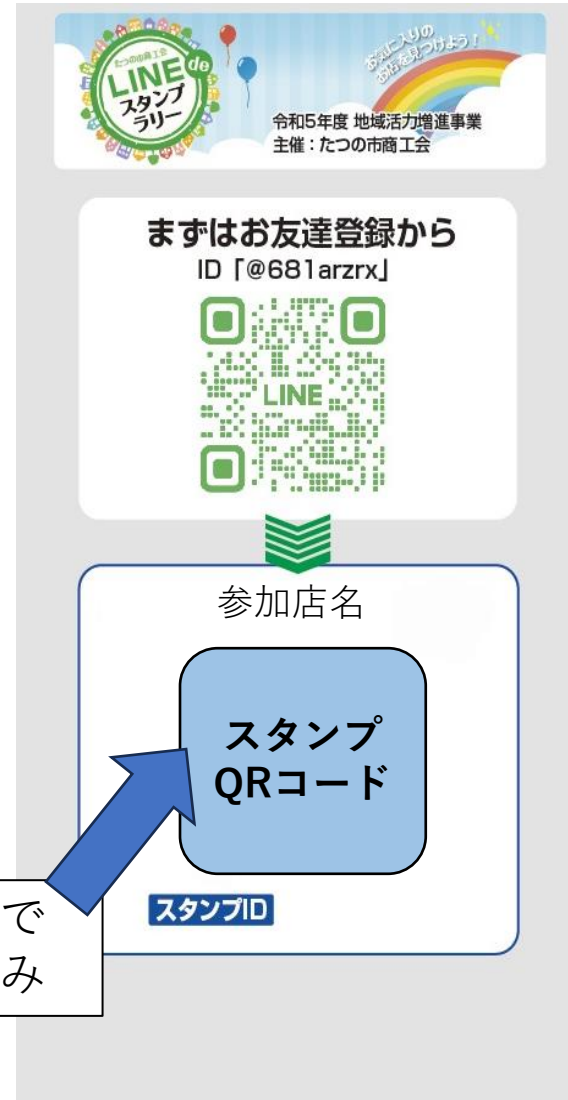 たつの市商工会
LINE de
スタンプ
ラリー
お気に入りの
お店を見つけよう!
令和5年度 地域活力増進事業
主催:たつの市商工会
まずはお友達登録から
ID「@681arzrx」
LINE
参加店名
スタンプ
QRコード
で
み
スタンプID